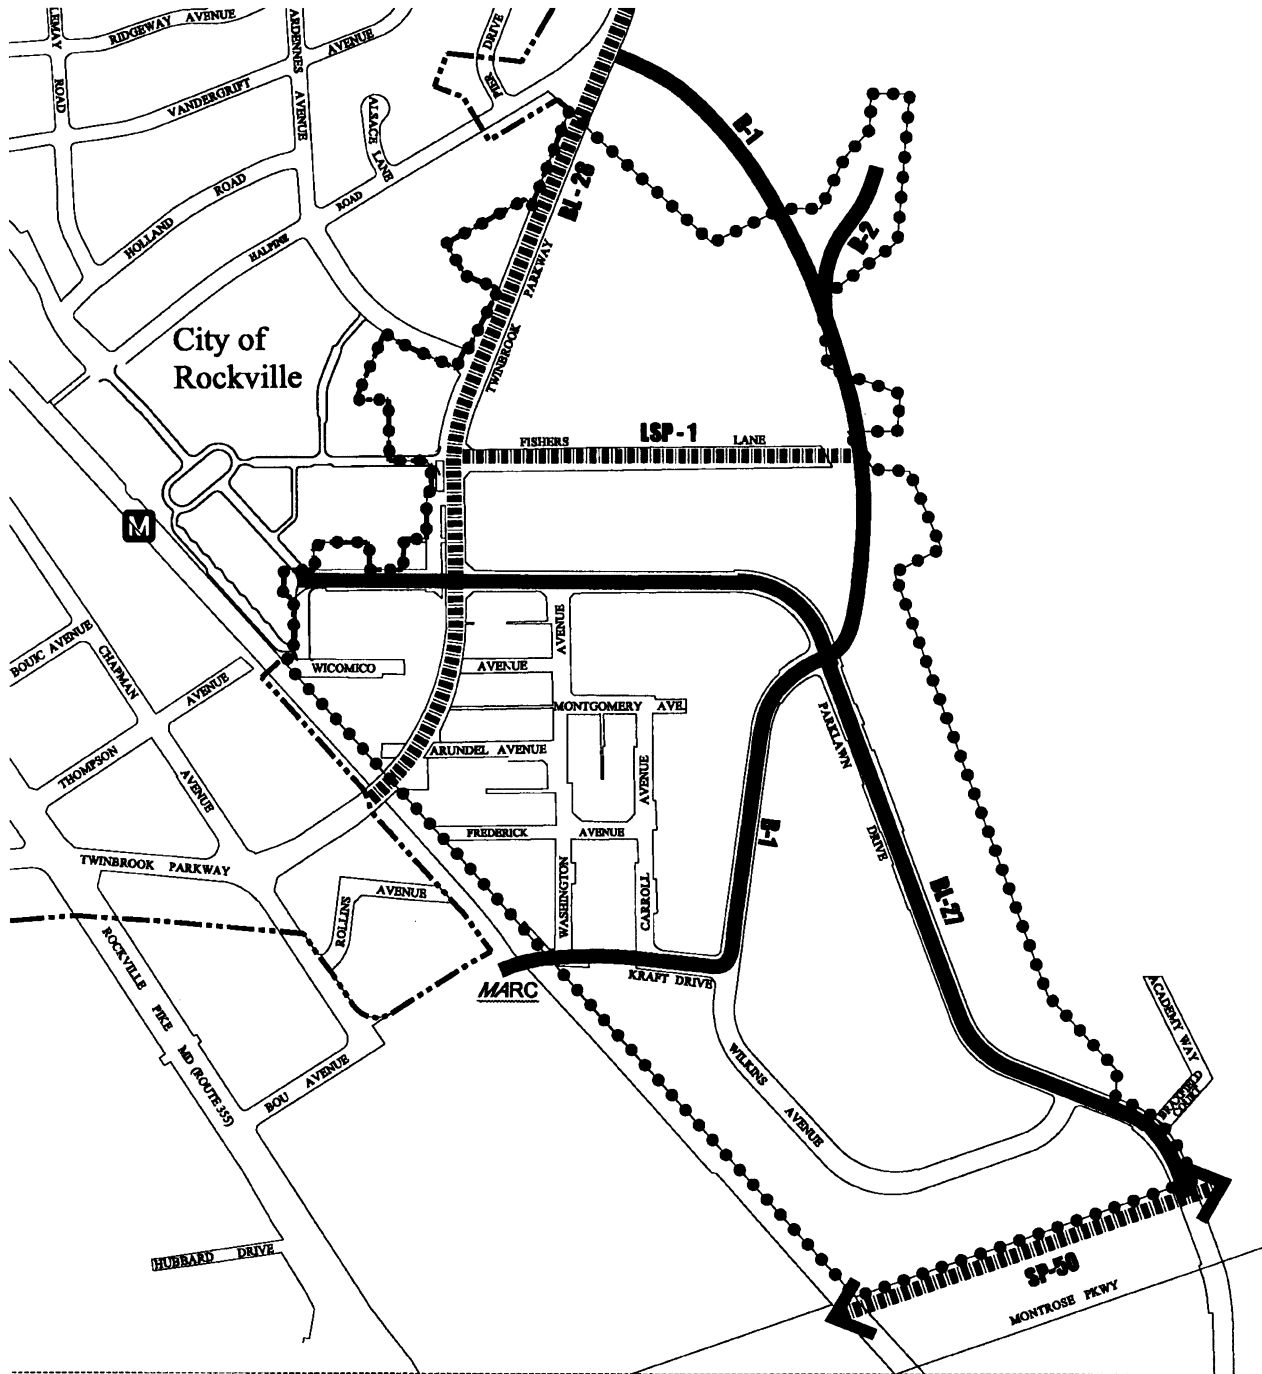 LEMAY
ROAD
RIDGEWAY AVENUE
ARDENNES
AVENUE
AVENUE
VANDERGRIFT
ALSACE LANE
PIER DRIVE
HOLLAND ROAD
HALPINE
ROAD
BL-28
B-1
B-2
TWINBROOK PARKWAY
City of
Rockville
FISHERS
LSP-1
LANE
M
BOUIC AVENUE
CHAPMAN
AVENUE
THOMPSON
AVENUE
WICOMICO
AVENUE
AVENUE
MONTGOMERY AVE.
ARUNDEL AVENUE
AVENUE
FREDERICK
AVENUE
WASHINGTON
CARROLL
PARKLAWN
DRIVE
B-1
BL-27
TWINBROOK PARKWAY
ROLLINS
AVENUE
ROCKVILLE PIKE MD (ROUTE 355)
MARC
KRAFT DRIVE
WILKINS
AVENUE
BOU AVENUE
ACADEMY WAY
BRAXFIELD
COURT
HUBBARD DRIVE
SP-50
MONTROSE PKWY